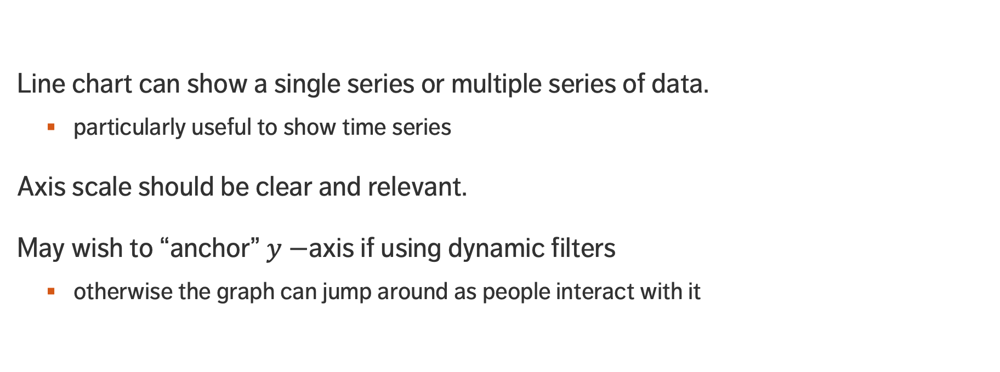 Line chart can show a single series or multiple series of data.
▪ particularly useful to show time series
Axis scale should be clear and relevant.
May wish to “anchor” y –axis if using dynamic filters
▪ otherwise the graph can jump around as people interact with it